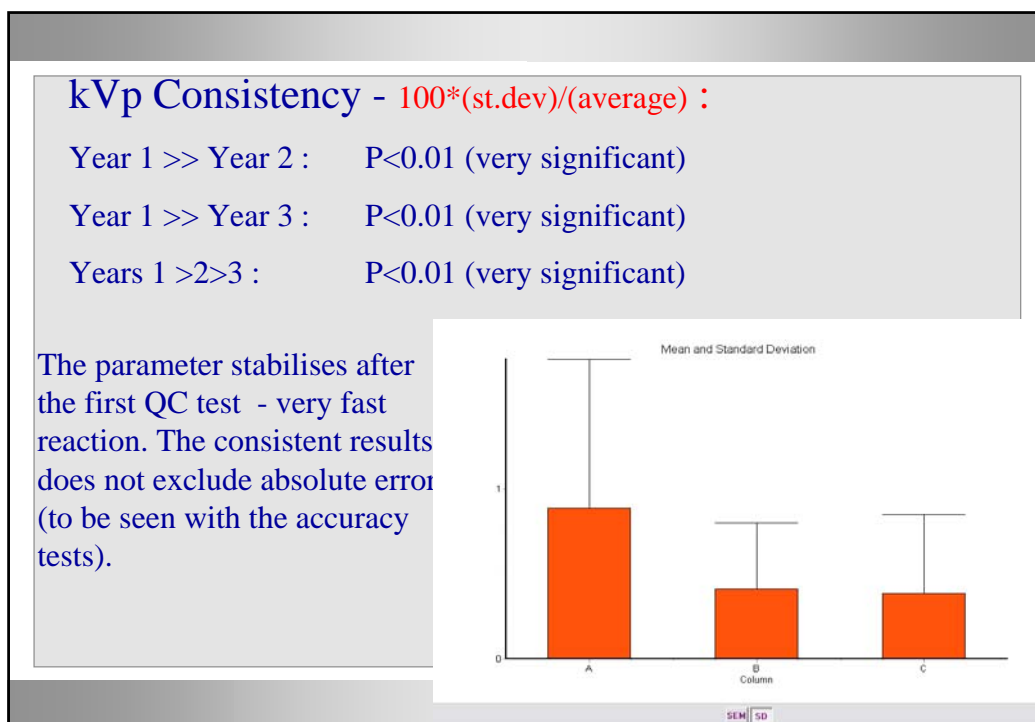 kVp Consistency - 100*(st.dev)/(average) :
Year 1 >> Year 2 : P<0.01 (very significant)
Year 1 >> Year 3 : P<0.01 (very significant)
Years 1 >2>3 : P<0.01 (very significant)
The parameter stabilises after
the first QC test - very fast
reaction. The consistent results
does not exclude absolute error
(to be seen with the accuracy
tests).
Mean and Standard Deviation
1
0
A B C
Column
SEM SD